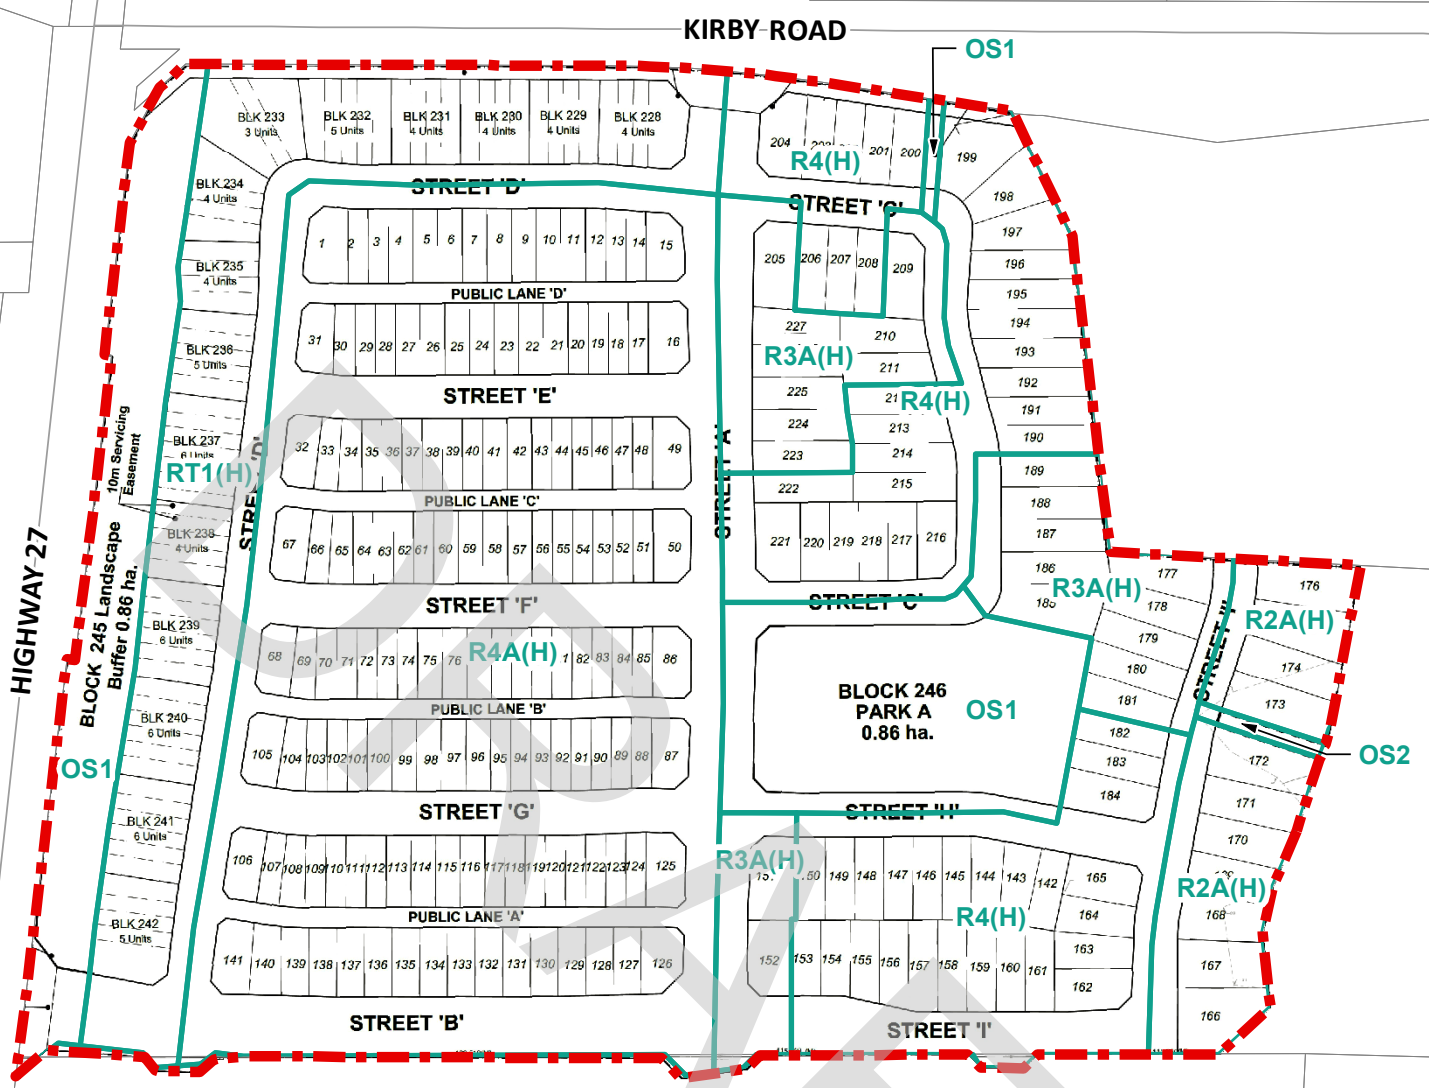 KIRBY ROAD
OS1
BLK 233
3 Units
BLK 232
5 Units
BLK 231
4 Units
BLK 230
4 Units
BLK 229
4 Units
BLK 228
4 Units
204
R4(H)
201
200
199
198
197
196
195
194
193
192
191
190
189
188
187
186
BLK 234
4 Units
BLK 235
4 Units
BLK 236
5 Units
BLK 237
6 Units
RT1(H)
BLK 238
4 Units
BLK 239
6 Units
BLK 240
6 Units
BLK 241
6 Units
BLK 242
5 Units
10m Servicing
Easement
HIGHWAY 27
BLOCK 245 Landscape
Buffer 0.86 ha.
OS1
STREET 'D'
STREET 'C'
1 2 3 4 5 6 7 8 9 10 11 12 13 14 15
PUBLIC LANE 'D'
31 30 29 28 27 26 25 24 23 22 21 20 19 18 17 16
STREET 'E'
32 33 34 35 36 37 38 39 40 41 42 43 44 45 46 47 48 49
PUBLIC LANE 'C'
67 66 65 64 63 62 61 60 59 58 57 56 55 54 53 52 51 50
STREET 'F'
68 69 70 71 72 73 74 75 76 R4A(H) 82 83 84 85 86
PUBLIC LANE 'B'
105 104 103 102 101 100 99 98 97 96 95 94 93 92 91 90 89 88 87
STREET 'G'
106 107 108 109 110 111 112 113 114 115 116 117 118 119 120 121 122 123 124 125
PUBLIC LANE 'A'
141 140 139 138 137 136 135 134 133 132 131 130 129 128 127 126
STREET 'B'
STREET 'A'
205 206 207 208 209
227
210
R3A(H)
211
225
R4(H)
224
213
223
214
222
215
221 220 219 218 217 216
STREET 'C'
BLOCK 246
PARK A
0.86 ha.
OS1
R3A(H)
177
178
179
180
181
182
183
184
176
R2A(H)
174
173
OS2
172
171
170
R2A(H)
168
167
166
STREET 'H'
R3A(H)
149 148 147 146 145 144 143 142 165
R4(H)
164
163
162
152 153 154 155 156 157 158 159 160 161
STREET 'I'
DRAF